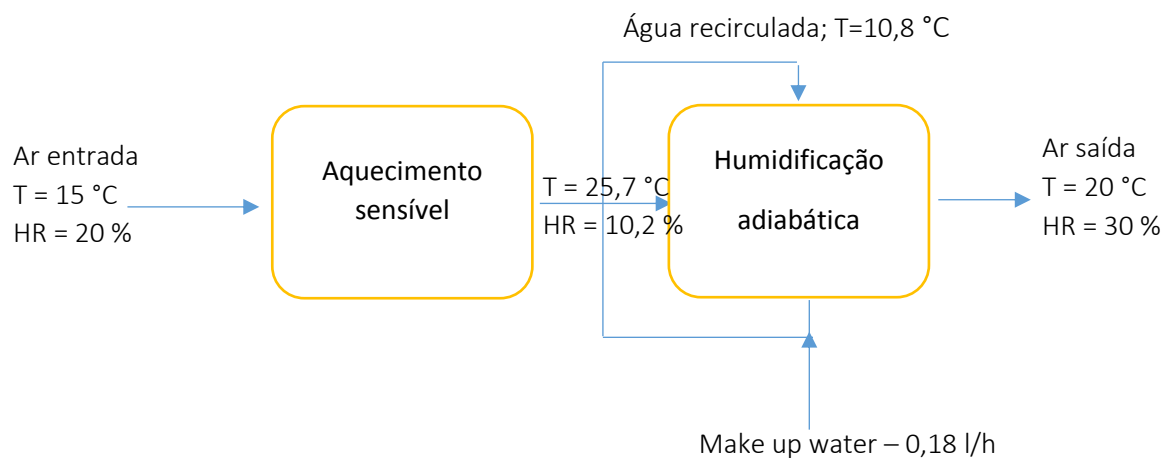 Água recirculada; T=10,8 °C
Ar entrada
T = 15 °C
HR = 20 %
Aquecimento
sensível
T = 25,7 °C
HR = 10,2 %
Humidificação
adiabática
Ar saída
T = 20 °C
HR = 30 %
Make up water – 0,18 l/h